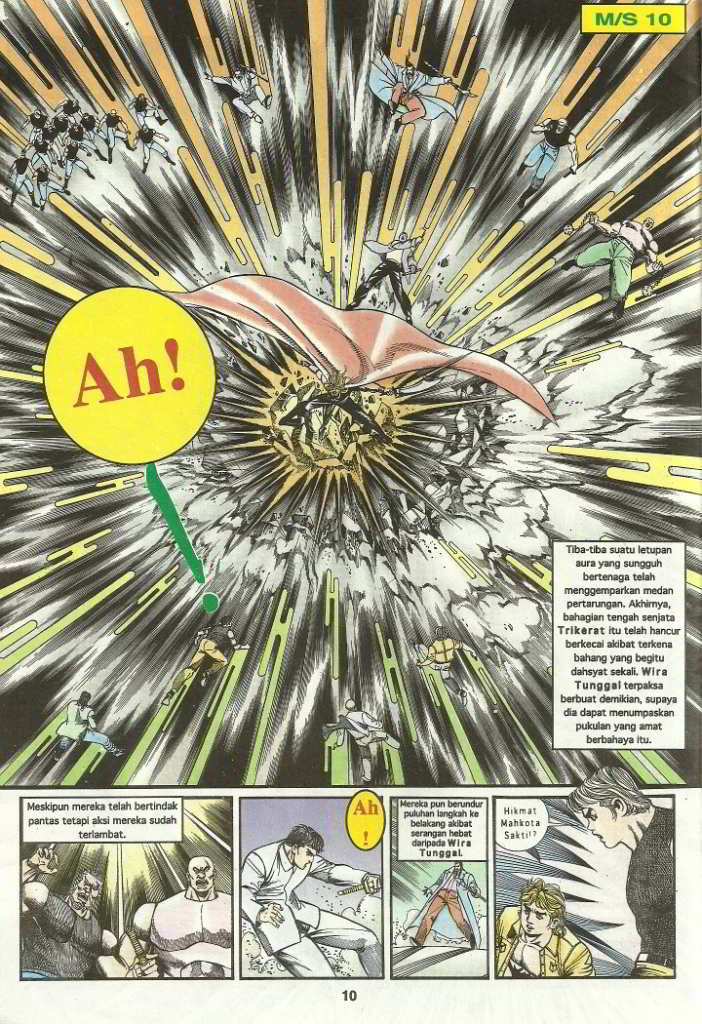 M/S 10
Ah!
Tiba-tiba suatu letupan
aura yang sungguh
bertenaga telah
menggemparkan medan
pertarungan. Akhirnya,
bahagian tengah senjata
Trikerat itu telah hancur
berkecai akibat terkena
bahang yang begitu
dahsyat sekali. Wira
Tunggal terpaksa
berbuat demikian, supaya
dia dapat menumpaskan
pukulan yang amat
berbahaya itu.
Meskipun mereka telah bertindak
pantas tetapi aksi mereka sudah
terlambat.
Ah
!
Mereka pun berundur
puluhan langkah ke
belakang akibat
serangan hebat
daripada Wira
Tunggal.
Hikmat
Mahkota
Sakti!?
10